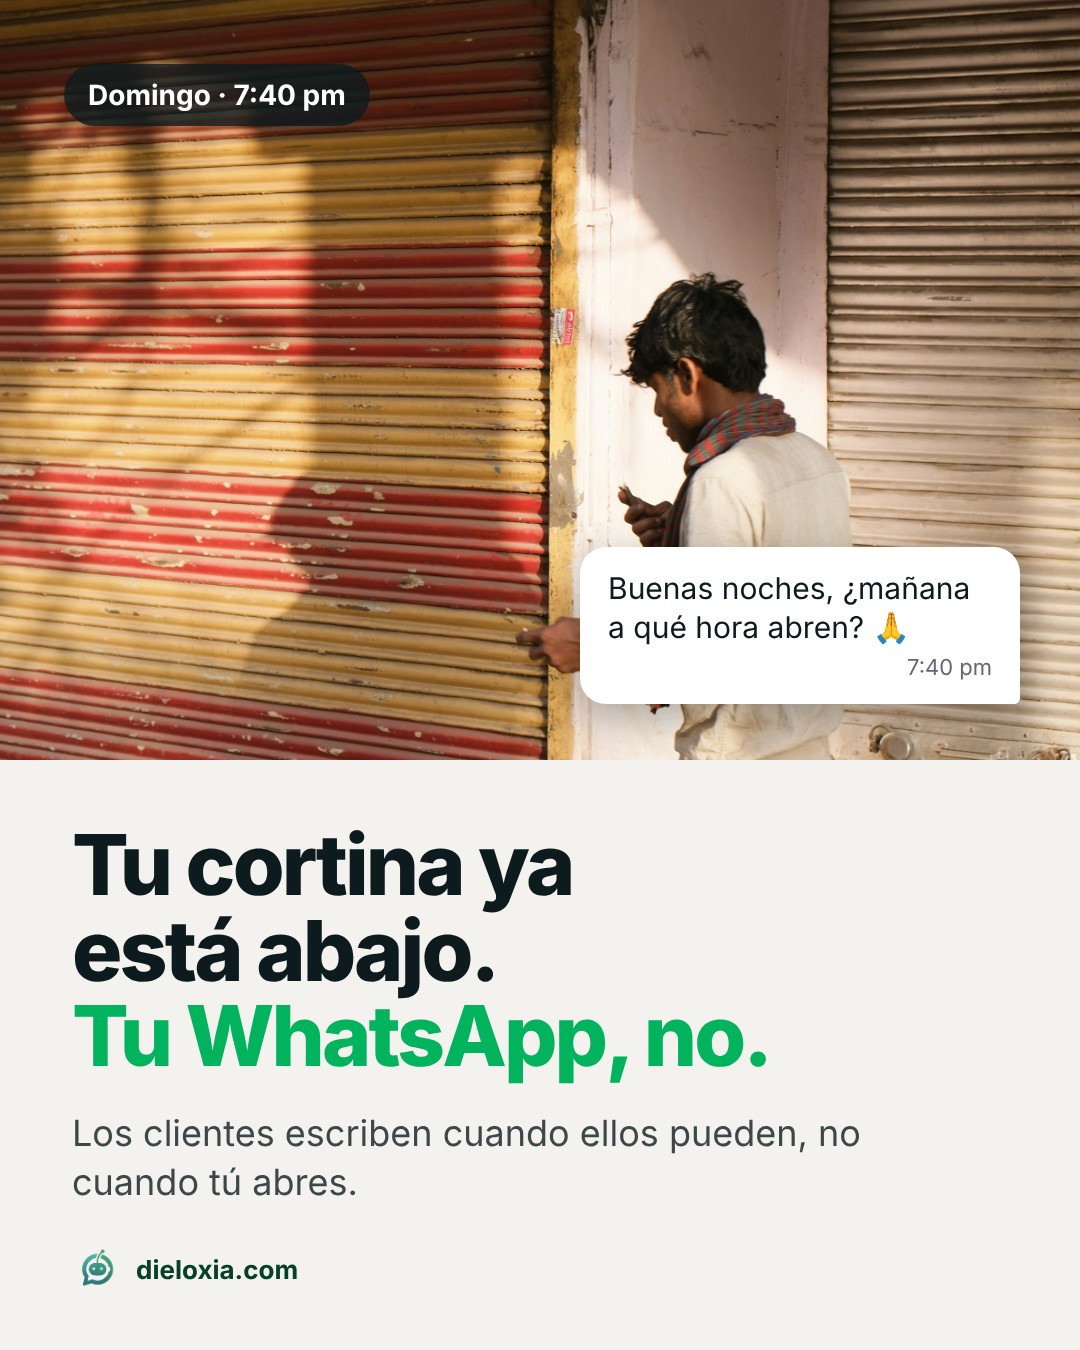 Domingo · 7:40 pm
Buenas noches, ¿mañana
a qué hora abren? 🙏
7:40 pm
Tu cortina ya
está abajo.
Tu WhatsApp, no.
Los clientes escriben cuando ellos pueden, no
cuando tú abres.
dieloxia.com